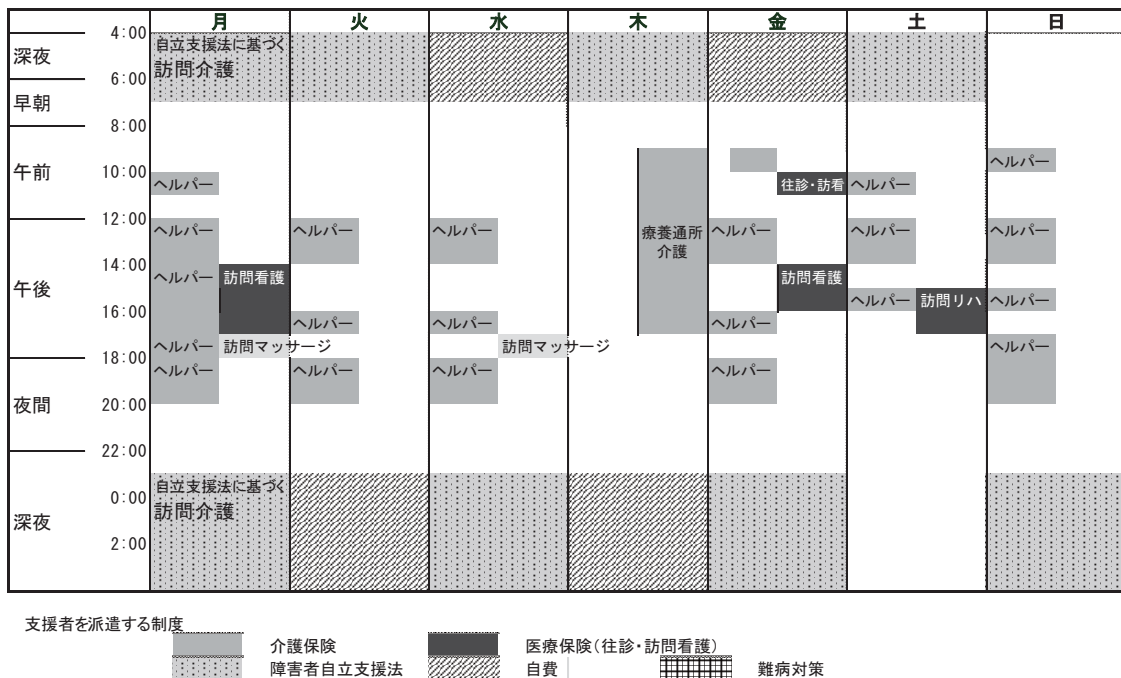 月 火 水 木 金 土 日
4:00
深夜
自立支援法に基づく
訪問介護
6:00
早朝
8:00
午前
10:00
ヘルパー
往診・訪看
ヘルパー
ヘルパー
12:00
ヘルパー ヘルパー ヘルパー ヘルパー ヘルパー ヘルパー
療養通所
介護
14:00
ヘルパー 訪問看護 訪問看護
午後
ヘルパー 訪問リハ ヘルパー
16:00
ヘルパー ヘルパー ヘルパー
ヘルパー 訪問マッサージ 訪問マッサージ ヘルパー
18:00
ヘルパー ヘルパー ヘルパー ヘルパー
夜間
20:00
22:00
自立支援法に基づく
0:00
訪問介護
深夜
2:00
支援者を派遣する制度
介護保険 医療保険(往診・訪問看護)
障害者自立支援法 自費 難病対策